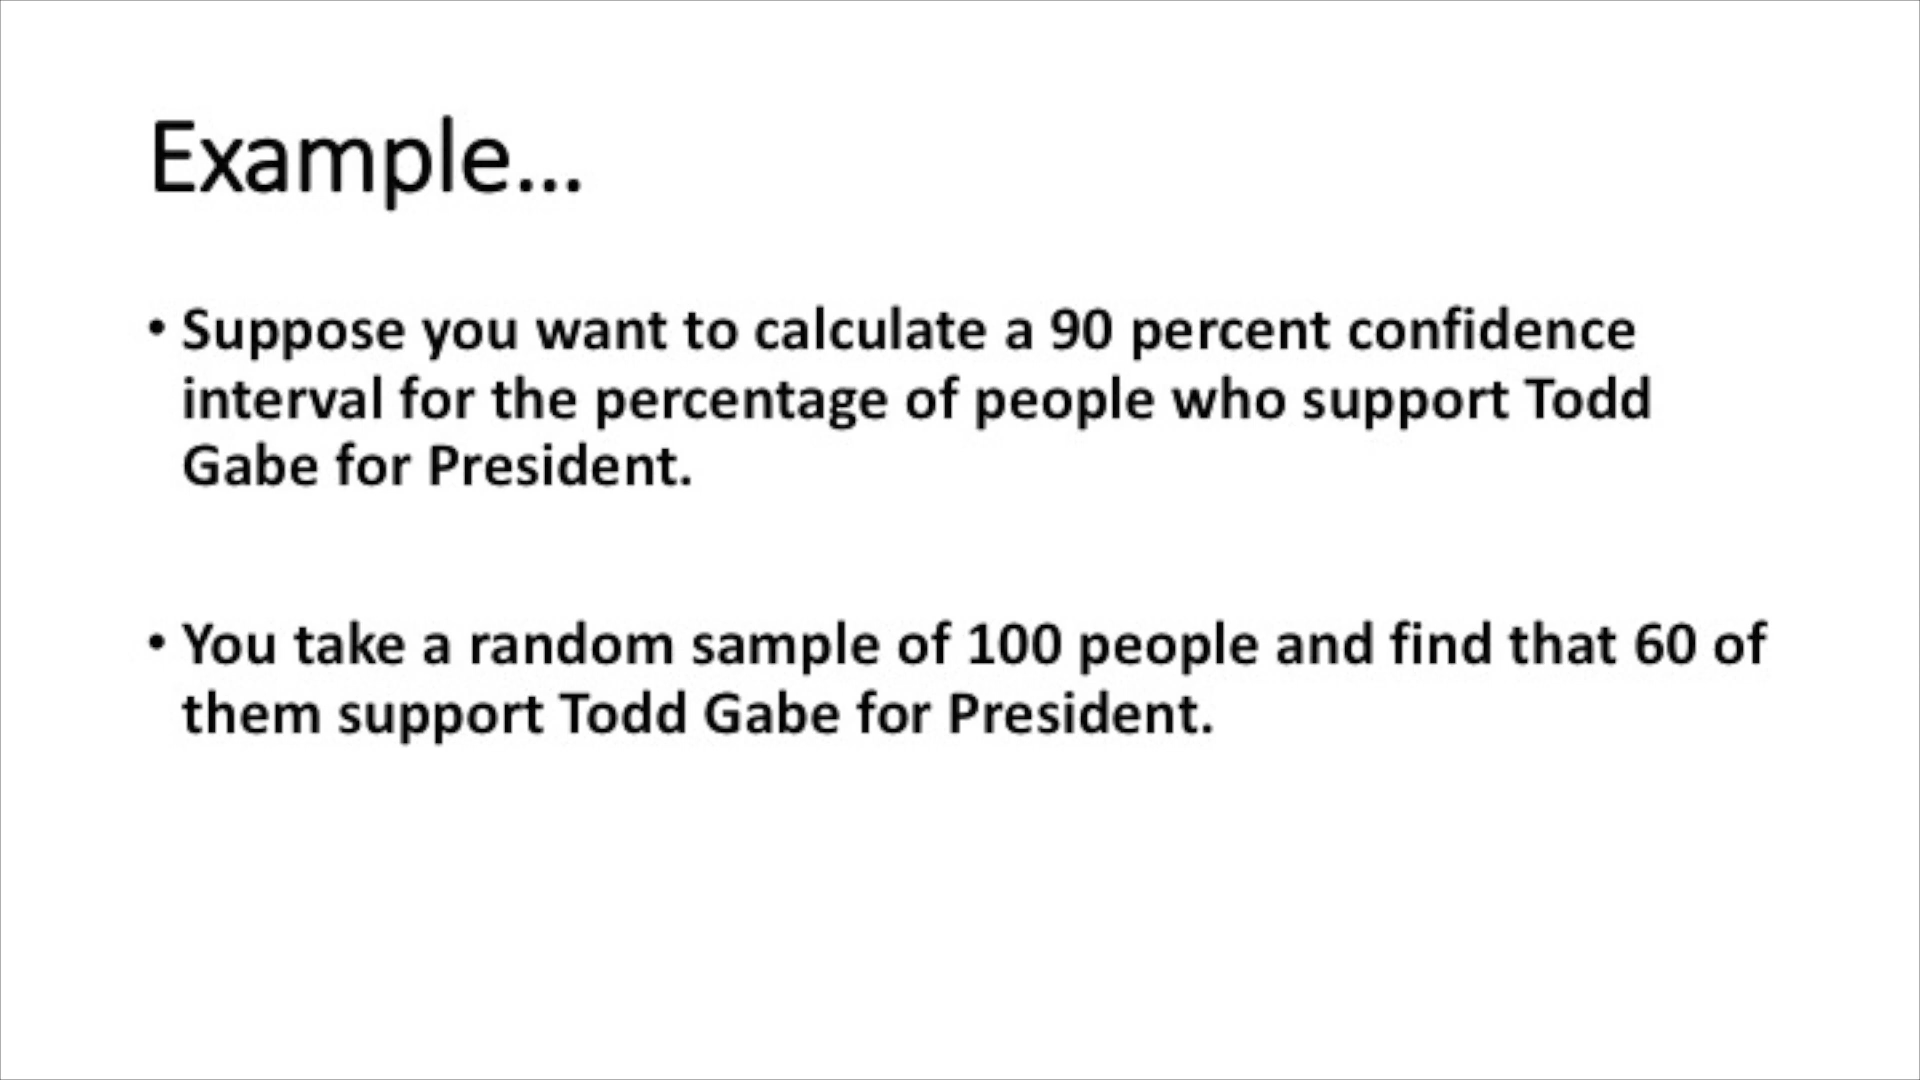 Example...
• Suppose you want to calculate a 90 percent confidence
interval for the percentage of people who support Todd
Gabe for President.
• You take a random sample of 100 people and find that 60 of
them support Todd Gabe for President.